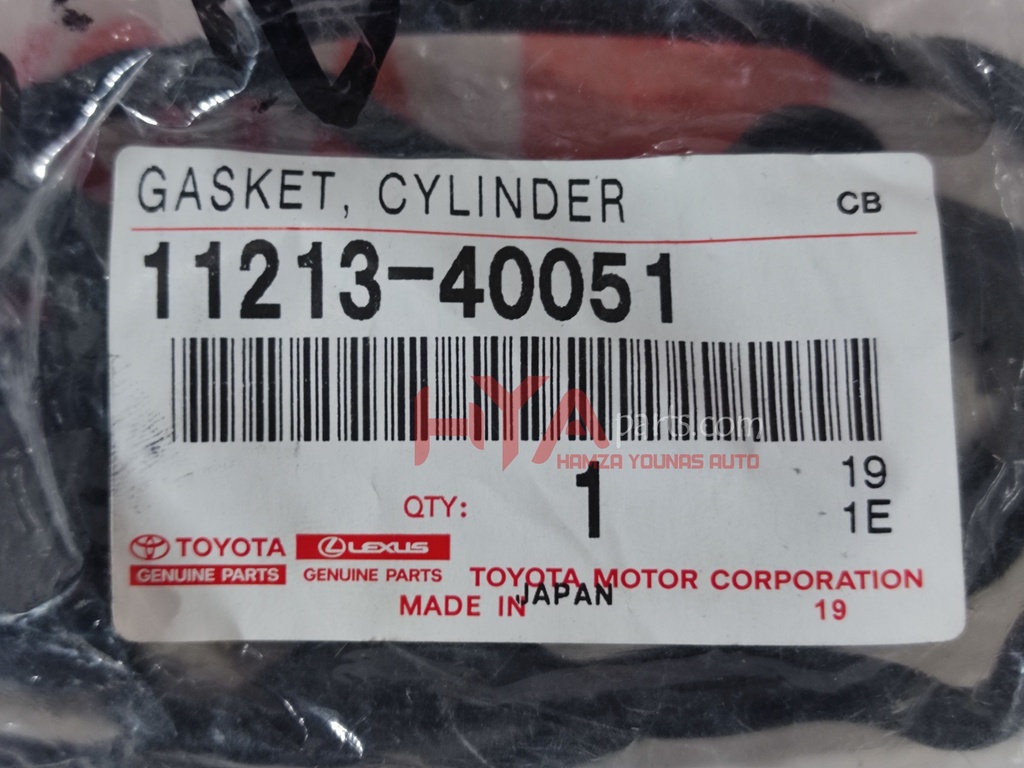 GASKET, CYLINDER CB
11213-40051
HYA parts.com
HAMZA YOUNAS AUTO
19
QTY: 1 1E
TOYOTA LEXUS
GENUINE PARTS GENUINE PARTS TOYOTA MOTOR CORPORATION
MADE IN JAPAN 19